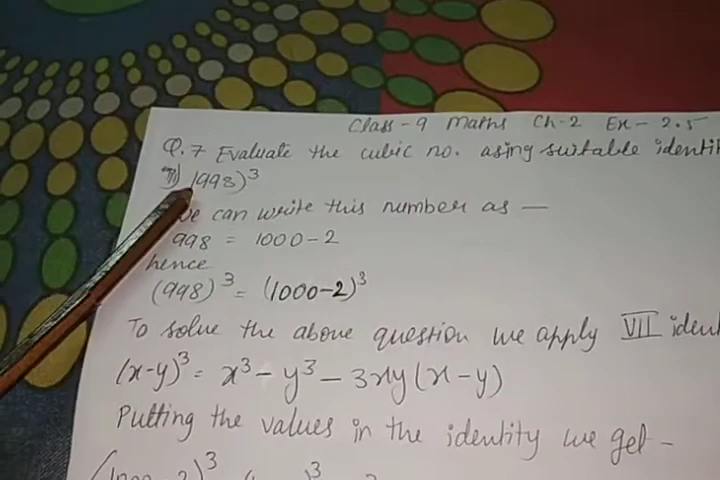 Class-9 Maths Ch-2 Ex-2.5
Q.7 Evaluate the cubic no. using suitable identi
(998)³
We can write this number as —
998 = 1000-2
hence
(998)³ = (1000-2)³
To solve the above question we apply VII iden
(x-y)³ = x³ - y³ - 3xy(x-y)
Putting the values in the identity we get -